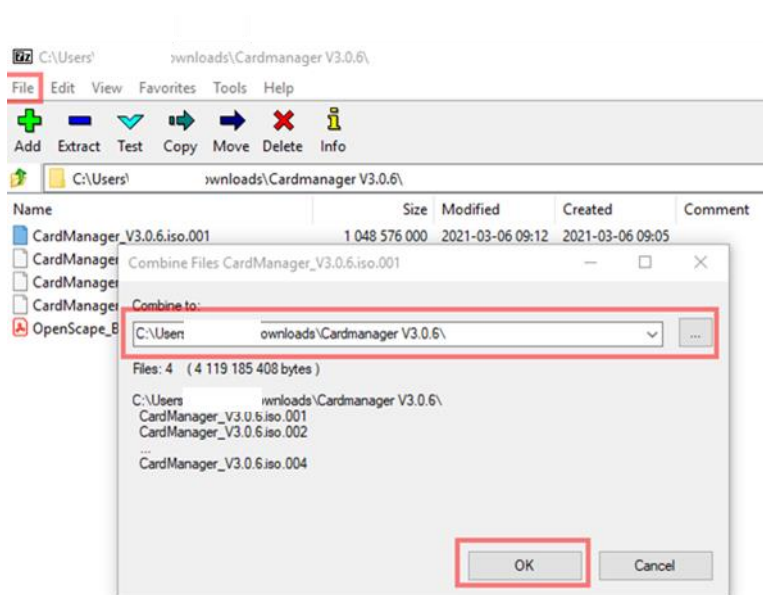 7z C:\Users\ ownloads\Cardmanager V3.0.6\
File Edit View Favorites Tools Help
Add Extract Test Copy Move Delete Info
C:\Users\ ownloads\Cardmanager V3.0.6\
Name Size Modified Created Comment
CardManager_V3.0.6.iso.001 1 048 576 000 2021-03-06 09:12 2021-03-06 09:05
CardManager
CardManager
CardManager
OpenScape_B
Combine Files CardManager_V3.0.6.iso.001
Combine to:
C:\Users ownloads\Cardmanager V3.0.6\
...
Files: 4 ( 4 119 185 408 bytes )
C:\Users wnloads\Cardmanager V3.0.6\
CardManager_V3.0.6.iso.001
CardManager_V3.0.6.iso.002
...
CardManager_V3.0.6.iso.004
OK Cancel